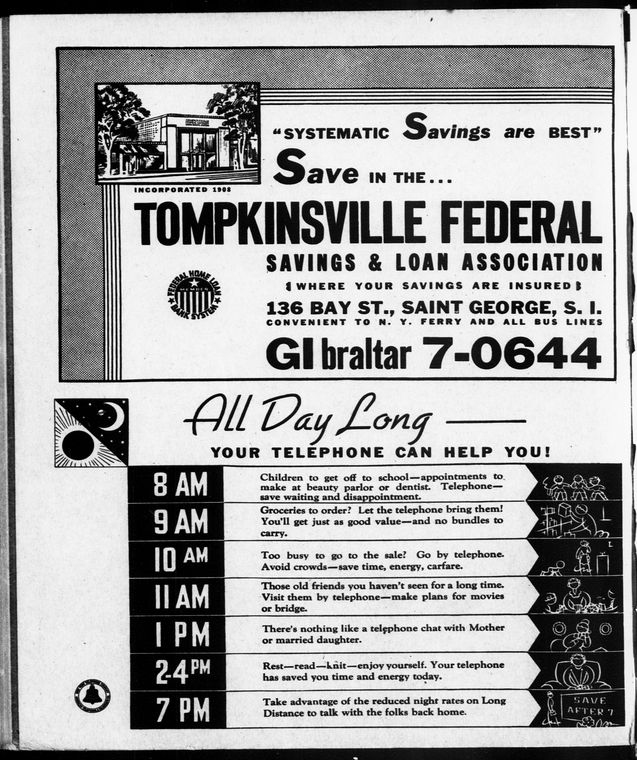 "SYSTEMATIC Savings are BEST"
Save IN THE...
INCORPORATED 1908
TOMPKINSVILLE FEDERAL
SAVINGS & LOAN ASSOCIATION
WHERE YOUR SAVINGS ARE INSURED
FEDERAL HOME LOAN BANK SYSTEM
MEMBER
136 BAY ST., SAINT GEORGE, S. I.
CONVENIENT TO N. Y. FERRY AND ALL BUS LINES
GIbraltar 7-0644
All Day Long
YOUR TELEPHONE CAN HELP YOU!
8 AM
Children to get off to school—appointments to
make at beauty parlor or dentist. Telephone—
save waiting and disappointment.
9 AM
Groceries to order? Let the telephone bring them!
You'll get just as good value—and no bundles to
carry.
10 AM
Too busy to go to the sale? Go by telephone.
Avoid crowds—save time, energy, carfare.
11 AM
Those old friends you haven't seen for a long time.
Visit them by telephone—make plans for movies
or bridge.
1 PM
There's nothing like a telephone chat with Mother
or married daughter.
2-4 PM
Rest—read—knit—enjoy yourself. Your telephone
has saved you time and energy today.
7 PM
Take advantage of the reduced night rates on Long
Distance to talk with the folks back home.
SAVE
AFTER 7